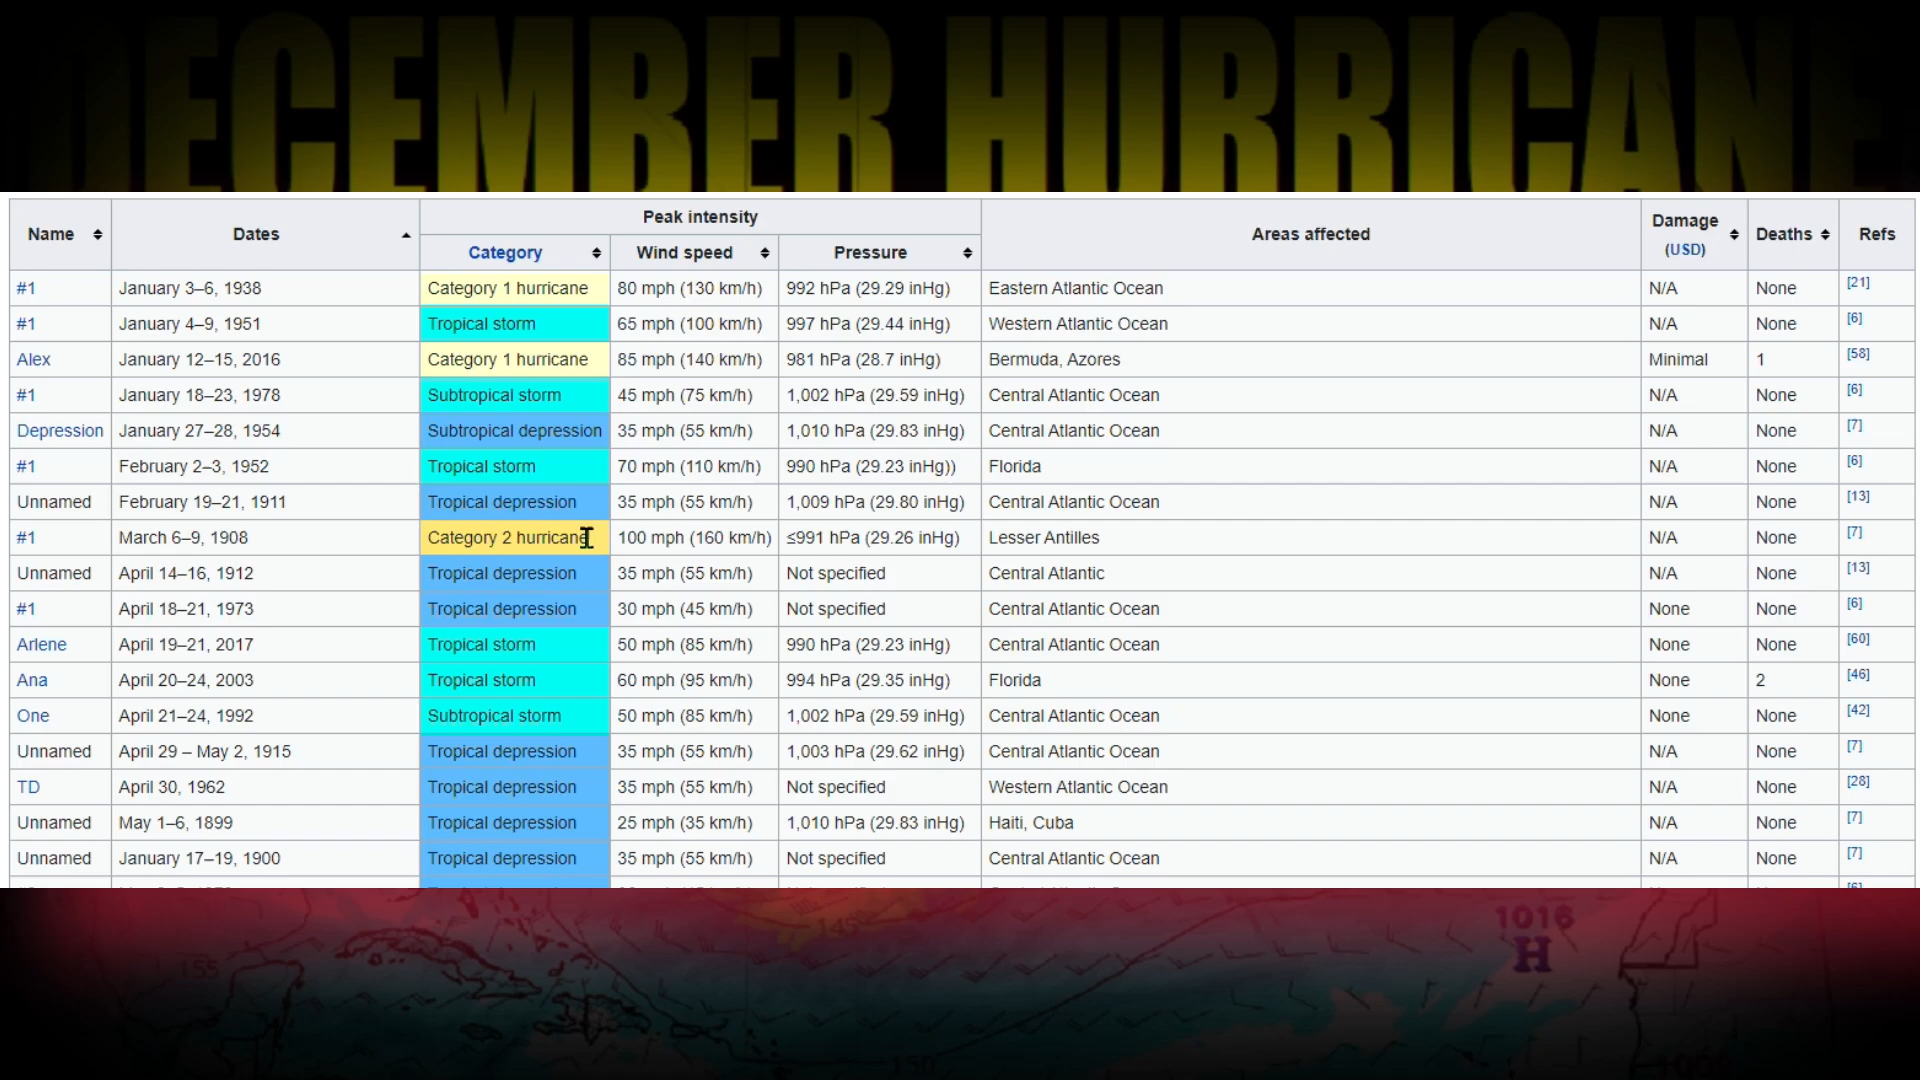 DECEMBER HURRICANE
Name Dates Peak intensity Areas affected Damage (USD) Deaths Refs
Category Wind speed Pressure
#1 January 3–6, 1938 Category 1 hurricane 80 mph (130 km/h) 992 hPa (29.29 inHg) Eastern Atlantic Ocean N/A None [21]
#1 January 4–9, 1951 Tropical storm 65 mph (100 km/h) 997 hPa (29.44 inHg) Western Atlantic Ocean N/A None [6]
Alex January 12–15, 2016 Category 1 hurricane 85 mph (140 km/h) 981 hPa (28.7 inHg) Bermuda, Azores Minimal 1 [58]
#1 January 18–23, 1978 Subtropical storm 45 mph (75 km/h) 1,002 hPa (29.59 inHg) Central Atlantic Ocean N/A None [6]
Depression January 27–28, 1954 Subtropical depression 35 mph (55 km/h) 1,010 hPa (29.83 inHg) Central Atlantic Ocean N/A None [7]
#1 February 2–3, 1952 Tropical storm 70 mph (110 km/h) 990 hPa (29.23 inHg)) Florida N/A None [6]
Unnamed February 19–21, 1911 Tropical depression 35 mph (55 km/h) 1,009 hPa (29.80 inHg) Central Atlantic Ocean N/A None [13]
#1 March 6–9, 1908 Category 2 hurricane 100 mph (160 km/h) ≤991 hPa (29.26 inHg) Lesser Antilles N/A None [7]
Unnamed April 14–16, 1912 Tropical depression 35 mph (55 km/h) Not specified Central Atlantic N/A None [13]
#1 April 18–21, 1973 Tropical depression 30 mph (45 km/h) Not specified Central Atlantic Ocean None None [6]
Arlene April 19–21, 2017 Tropical storm 50 mph (85 km/h) 990 hPa (29.23 inHg) Central Atlantic Ocean None None [60]
Ana April 20–24, 2003 Tropical storm 60 mph (95 km/h) 994 hPa (29.35 inHg) Florida None 2 [46]
One April 21–24, 1992 Subtropical storm 50 mph (85 km/h) 1,002 hPa (29.59 inHg) Central Atlantic Ocean None None [42]
Unnamed April 29 – May 2, 1915 Tropical depression 35 mph (55 km/h) 1,003 hPa (29.62 inHg) Central Atlantic Ocean N/A None [7]
TD April 30, 1962 Tropical depression 35 mph (55 km/h) Not specified Western Atlantic Ocean N/A None [28]
Unnamed May 1–6, 1899 Tropical depression 25 mph (35 km/h) 1,010 hPa (29.83 inHg) Haiti, Cuba N/A None [7]
Unnamed January 17–19, 1900 Tropical depression 35 mph (55 km/h) Not specified Central Atlantic Ocean N/A None [7]
145
1016
H
155
150